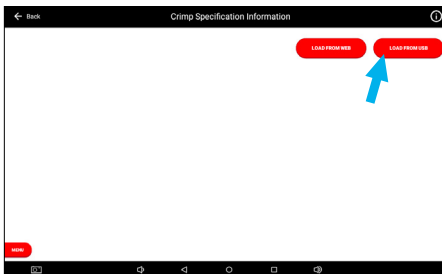 Back
Crimp Specification Information
LOAD FROM WEB
LOAD FROM USB
MENU